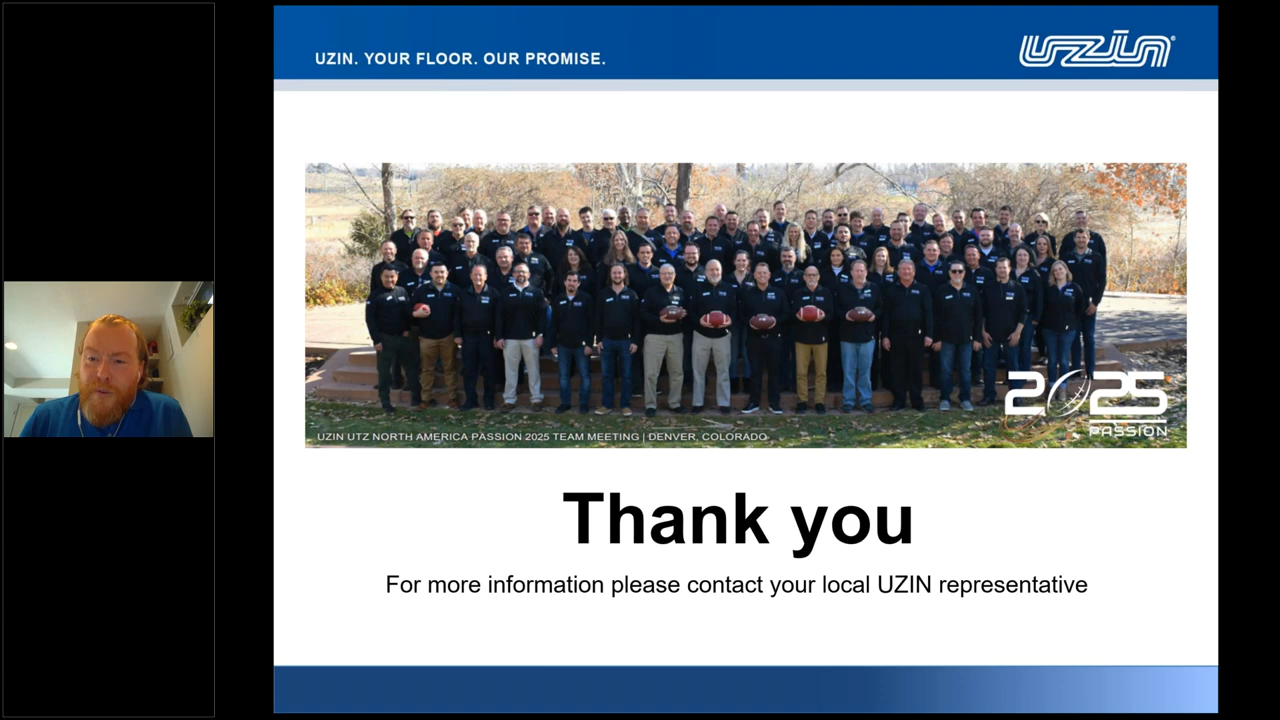 UZIN. YOUR FLOOR. OUR PROMISE.
uzin®
UZIN UTZ NORTH AMERICA PASSION 2025 TEAM MEETING | DENVER, COLORADO
2025
PASSION
Thank you
For more information please contact your local UZIN representative